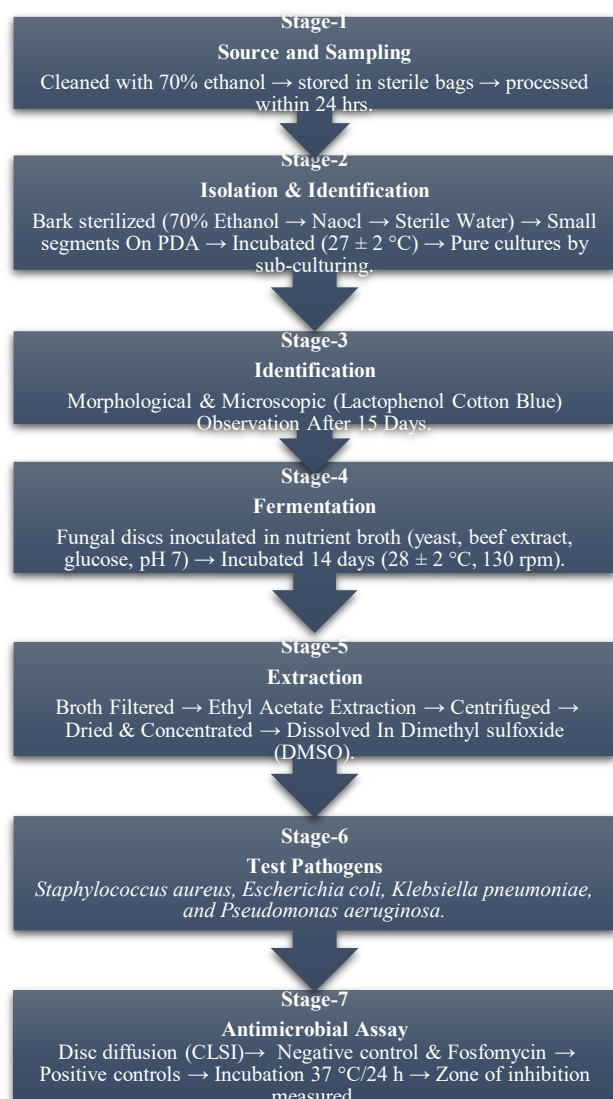 Stage-1
Source and Sampling
Cleaned with 70% ethanol → stored in sterile bags → processed
within 24 hrs.
Stage-2
Isolation & Identification
Bark sterilized (70% Ethanol → Naocl → Sterile Water) → Small
segments On PDA → Incubated (27 ± 2 °C) → Pure cultures by
sub-culturing.
Stage-3
Identification
Morphological & Microscopic (Lactophenol Cotton Blue)
Observation After 15 Days.
Stage-4
Fermentation
Fungal discs inoculated in nutrient broth (yeast, beef extract,
glucose, pH 7) → Incubated 14 days (28 ± 2 °C, 130 rpm).
Stage-5
Extraction
Broth Filtered → Ethyl Acetate Extraction → Centrifuged →
Dried & Concentrated → Dissolved In Dimethyl sulfoxide
(DMSO).
Stage-6
Test Pathogens
Staphylococcus aureus, Escherichia coli, Klebsiella pneumoniae,
and Pseudomonas aeruginosa.
Stage-7
Antimicrobial Assay
Disc diffusion (CLSI)→ Negative control & Fosfomycin →
Positive controls → Incubation 37 °C/24 h → Zone of inhibition
measured